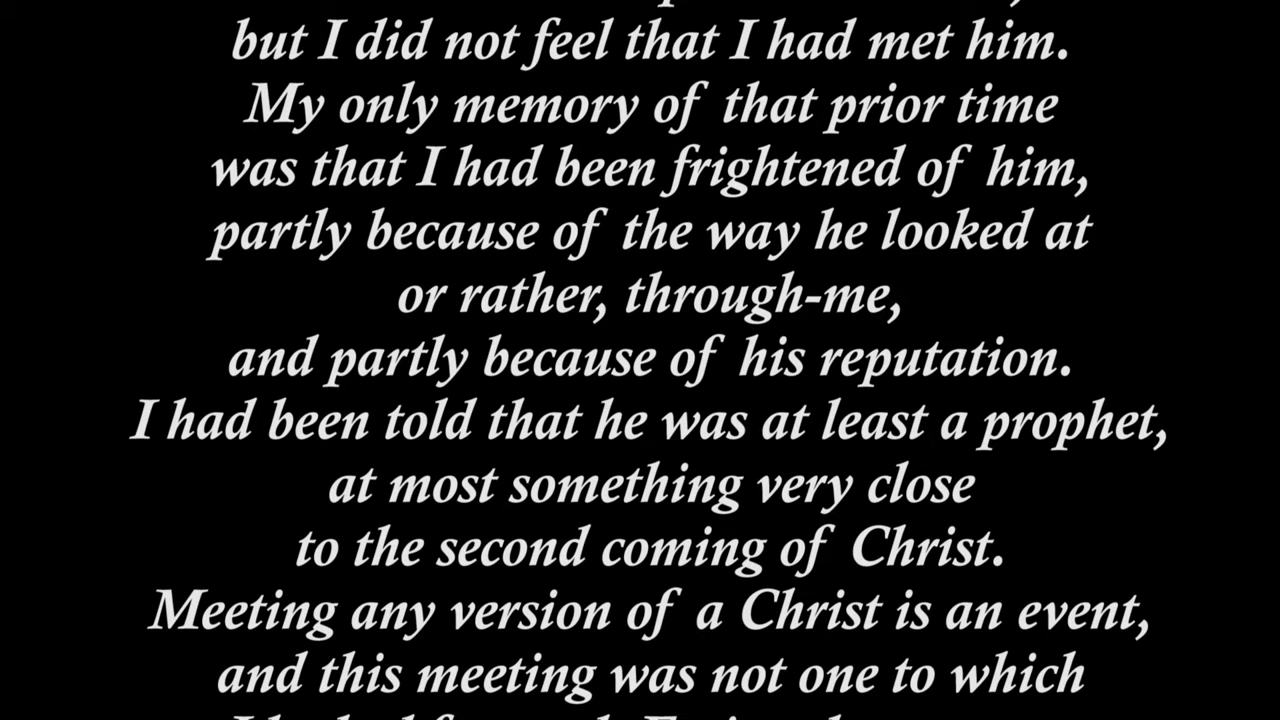 but I did not feel that I had met him.
My only memory of that prior time
was that I had been frightened of him,
partly because of the way he looked at
or rather, through-me,
and partly because of his reputation.
I had been told that he was at least a prophet,
at most something very close
to the second coming of Christ.
Meeting any version of a Christ is an event,
and this meeting was not one to which